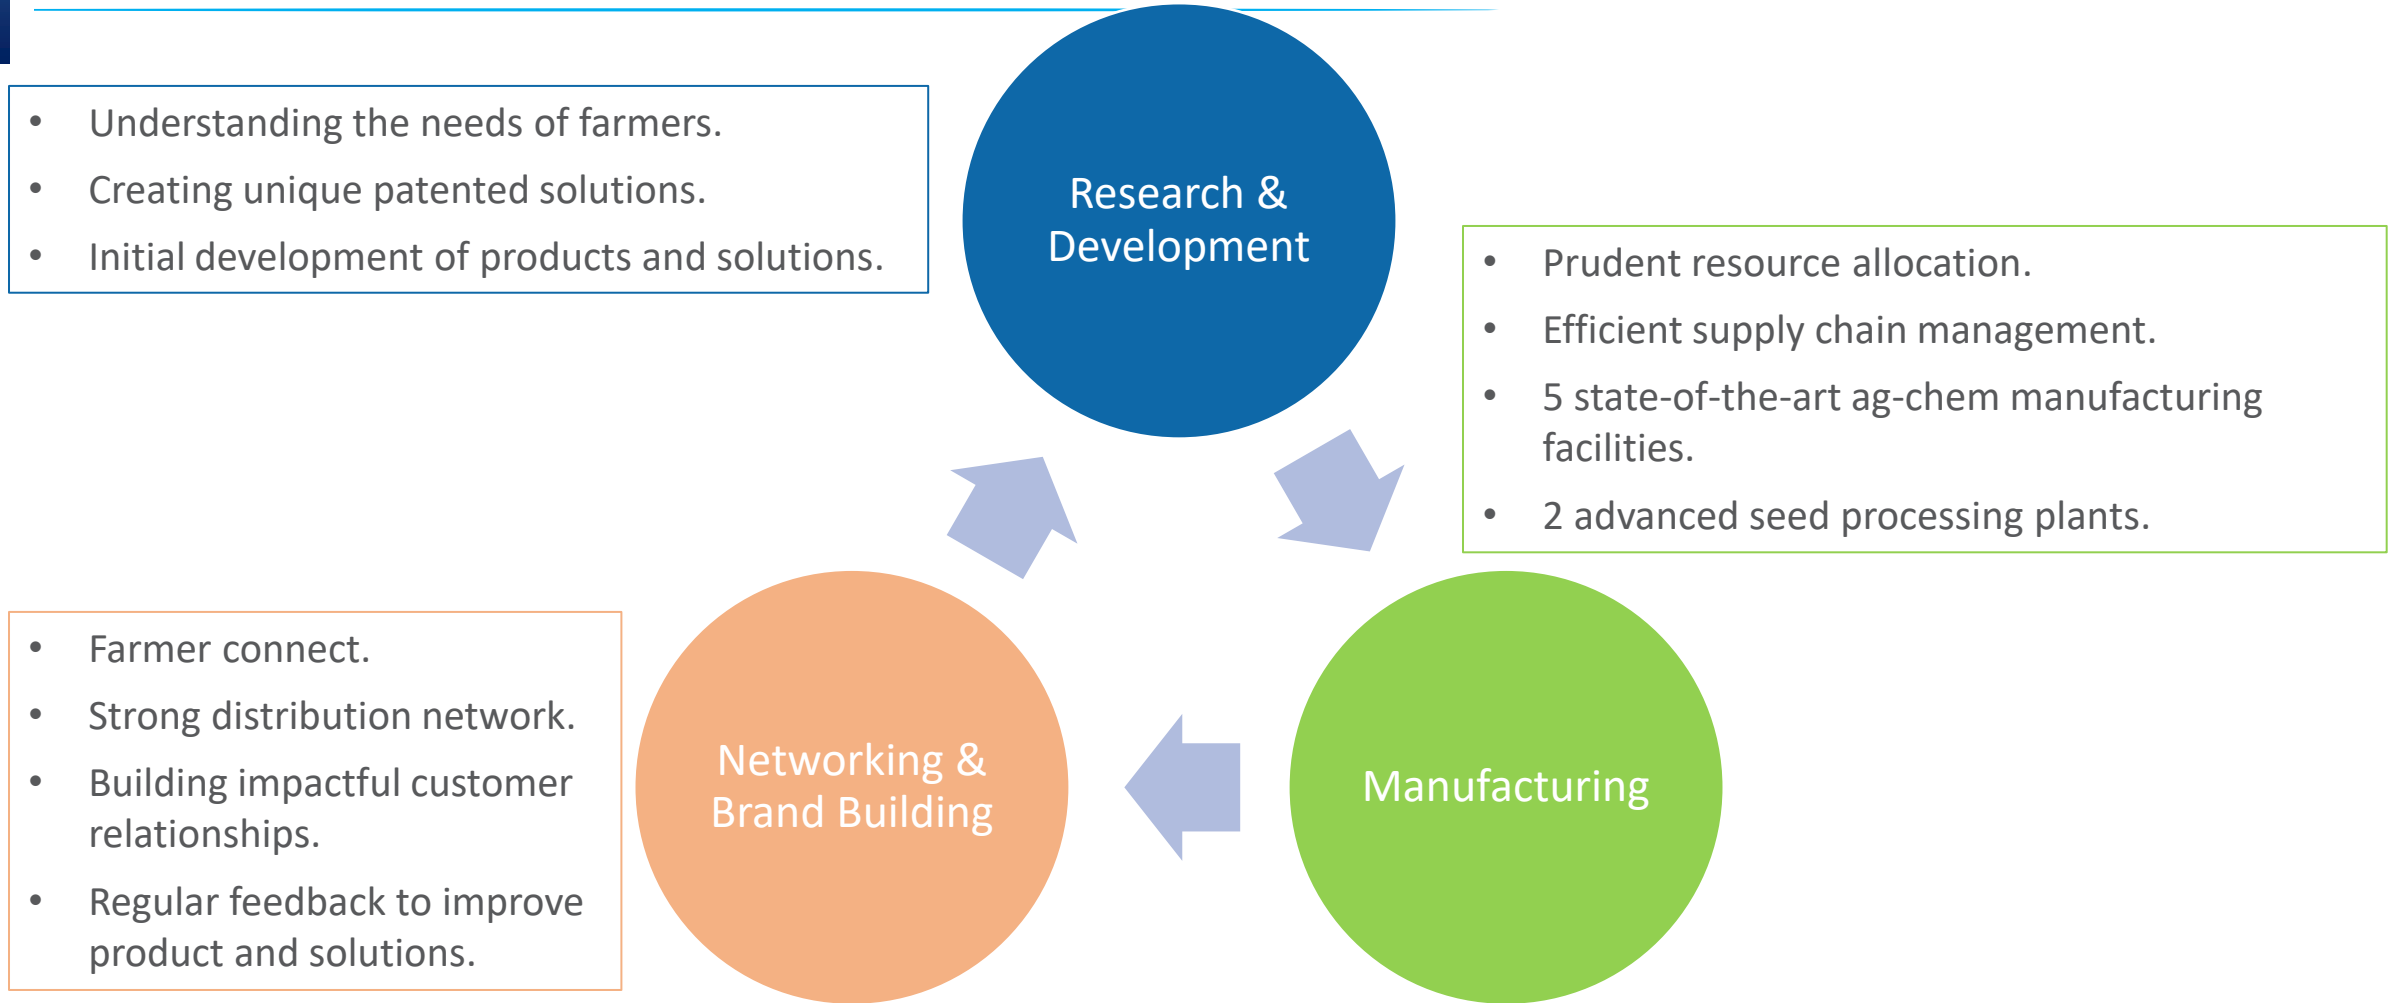 • Understanding the needs of farmers.
• Creating unique patented solutions.
• Initial development of products and solutions.
Research &
Development
• Prudent resource allocation.
• Efficient supply chain management.
• 5 state-of-the-art ag-chem manufacturing
facilities.
• 2 advanced seed processing plants.
• Farmer connect.
• Strong distribution network.
• Building impactful customer
relationships.
• Regular feedback to improve
product and solutions.
Networking &
Brand Building
Manufacturing